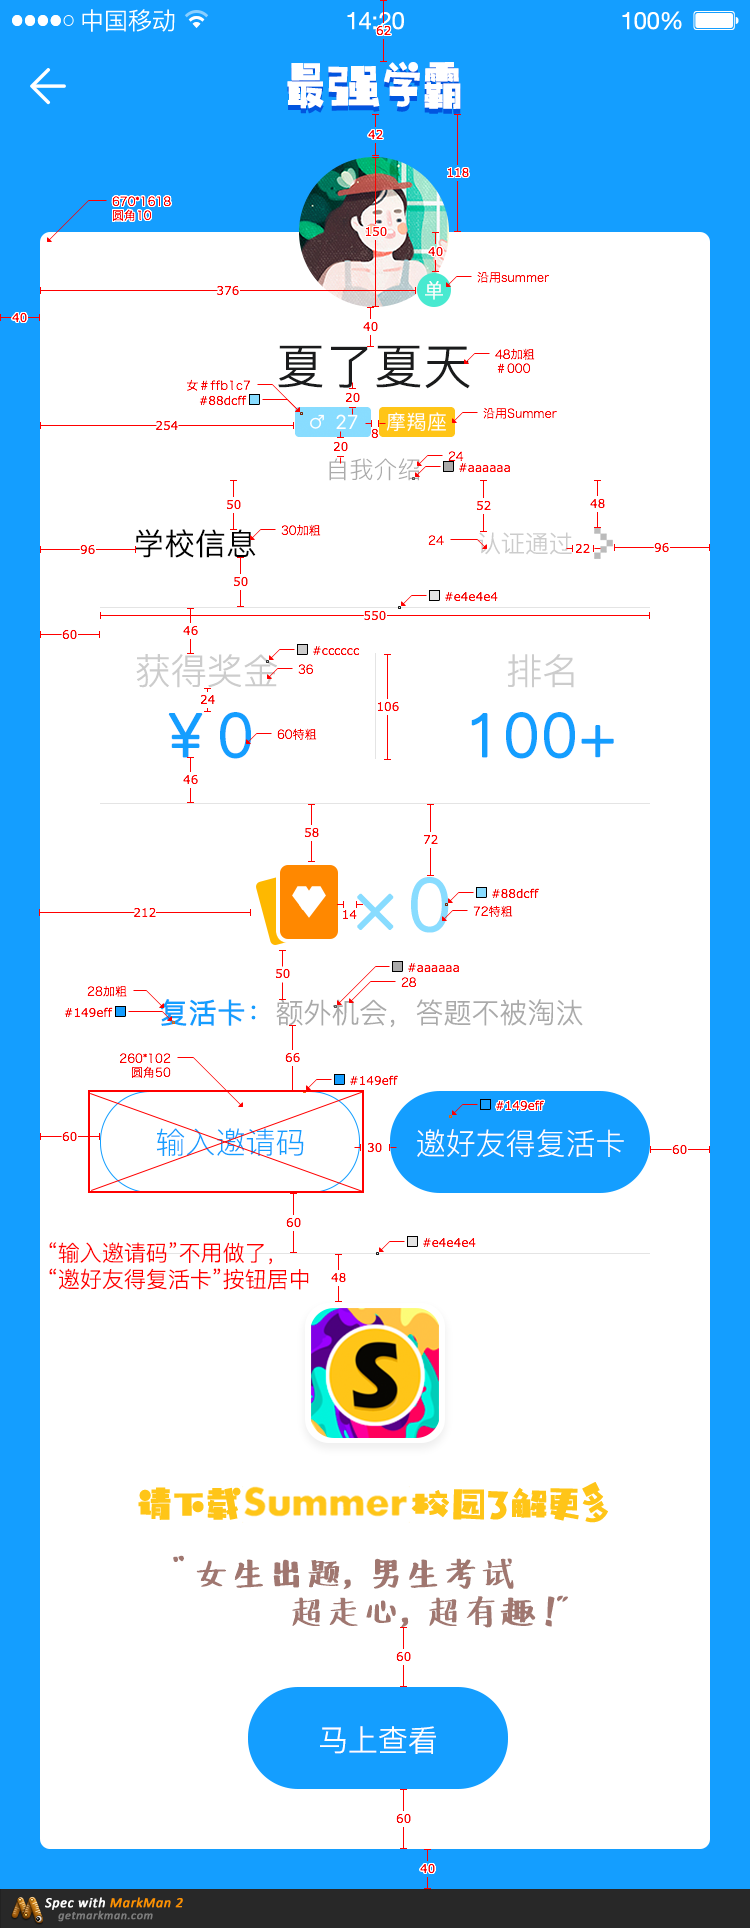 中国移动 14:20 100%
62
最强学霸
42
118
670*1618
圆角10
150
40
376
单
沿用summer
40
40
夏了夏天
48加粗
#000
女#ffb1c7
#88dcff
20
♂ 27
8
摩羯座
沿用Summer
254
20
自我介绍
24
#aaaaaa
50
52
48
学校信息
30加粗
24
认证通过
22
96
96
50
#e4e4e4
550
46
60
获得奖金
#cccccc
36
排名
24
106
¥0
60特粗
100+
46
58
72
212
14
×0
#88dcff
72特粗
50
#aaaaaa
28
28加粗
#149eff
复活卡：额外机会，答题不被淘汰
66
260*102
圆角50
#149eff
#149eff
60
输入邀请码
30
邀好友得复活卡
60
60
“输入邀请码”不用做了，
“邀好友得复活卡”按钮居中
#e4e4e4
48
S
请下载Summer校园了解更多
“女生出题，男生考试
超走心，超有趣！”
60
马上查看
60
40
Spec with MarkMan 2
getmarkman.com